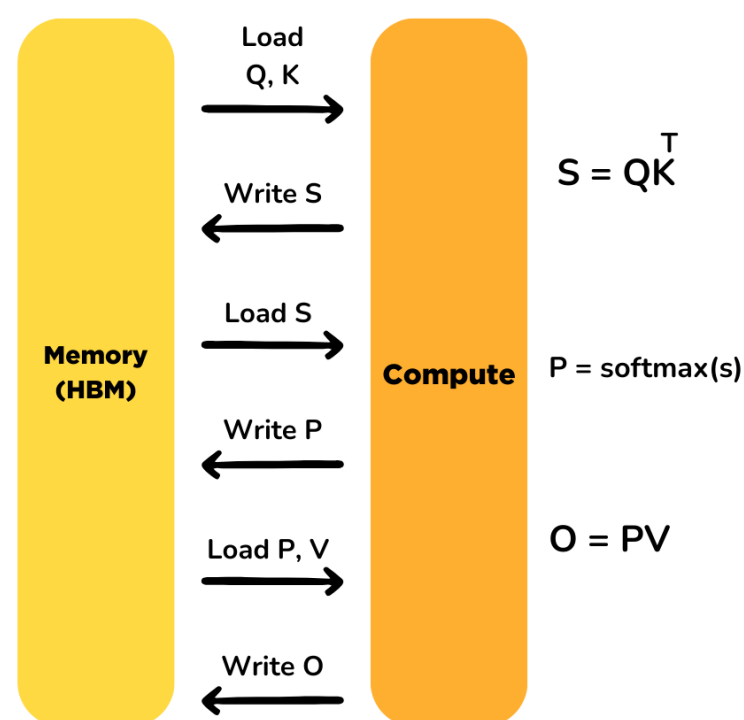 Load
Q, K
S = QK^T
Write S
Load S
Memory
(HBM)
Compute
P = softmax(s)
Write P
O = PV
Load P, V
Write O